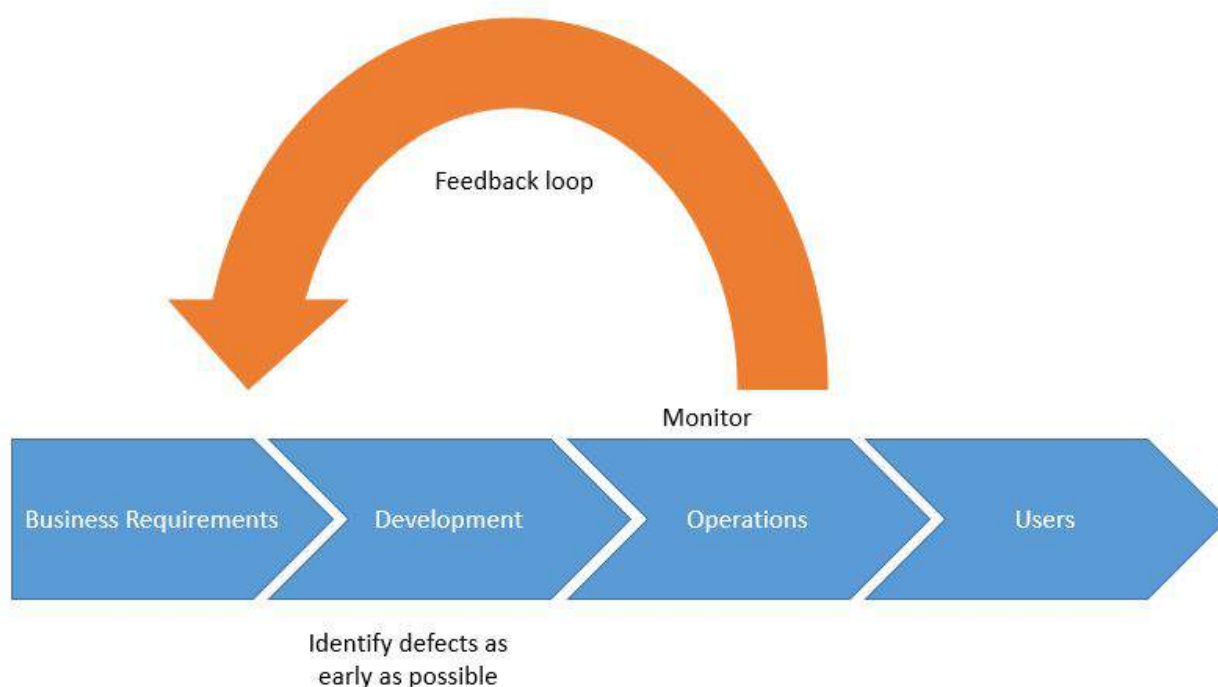 Feedback loop
Monitor
Business Requirements
Development
Operations
Users
Identify defects as
early as possible